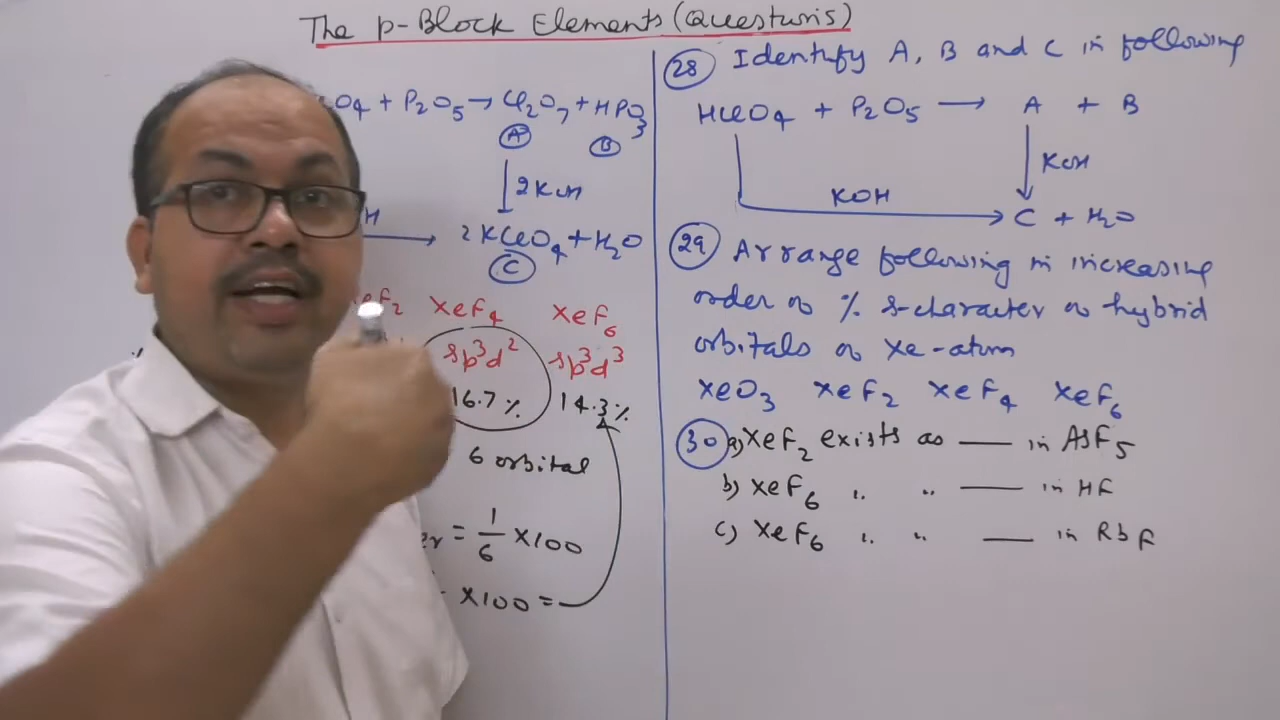 The p-Block Elements (Questions)
O4 + P2O5 → Cl2O7 + HPO3
A
B
2KOH
H → 2KClO4 + H2O
C
eF2 XeF4 XeF6
sp3d2 sp3d3
16.7 % 14.3 %
6 orbital
er = 1/6 × 100
× 100 =
28 Identify A, B and C in following
HClO4 + P2O5 → A + B
KOH
KOH
C + H2O
29 Arrange following in increasing
order of % s-character of hybrid
orbitals of Xe-atom
XeO3 XeF2 XeF4 XeF6
30 a) XeF2 exists as — in AsF5
b) XeF6 " " — in HF
c) XeF6 " " — in RbF